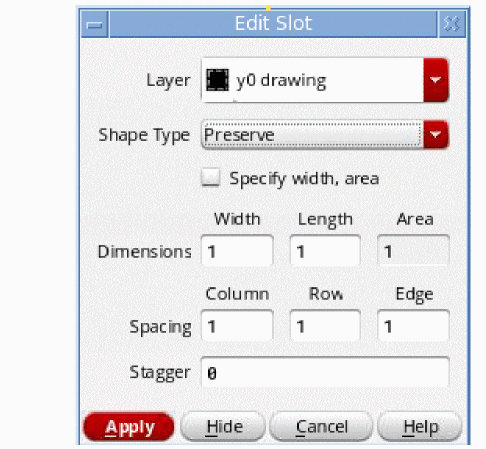 Edit Slot
Layer y0 drawing
Shape Type Preserve
Specify width, area
Width Length Area
Dimensions 1 1 1
Column Row Edge
Spacing 1 1 1
Stagger 0
Apply Hide Cancel Help